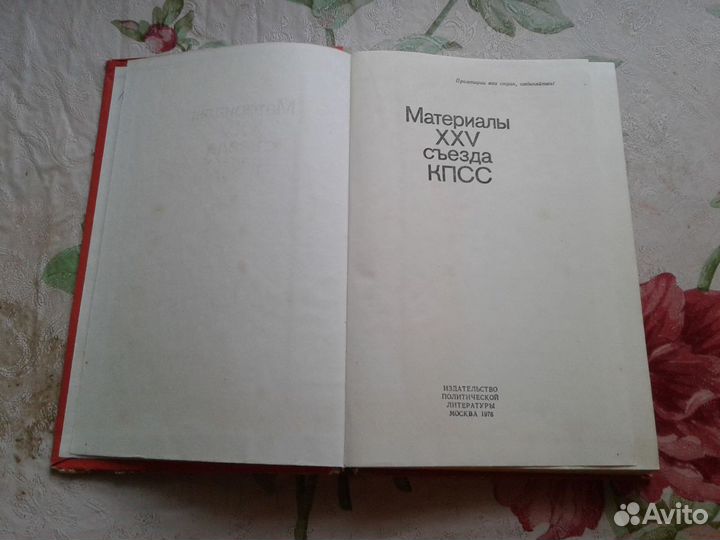 Пролетарии всех стран, соединяйтесь!
Материалы
XXV
съезда
КПСС
ИЗДАТЕЛЬСТВО
ПОЛИТИЧЕСКОЙ
ЛИТЕРАТУРЫ
МОСКВА 1976
Avito